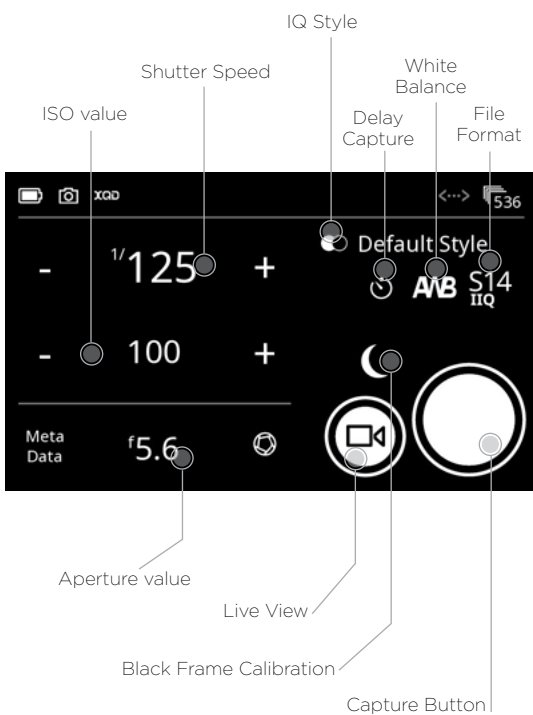 IQ Style
Shutter Speed
White
Balance
ISO value
Delay
Capture
File
Format
XQD
<···> 536
1/125
- +
Default Style
AWB S14
IIQ
- 100 +
Meta
Data
f5.6
Aperture value
Live View
Black Frame Calibration
Capture Button